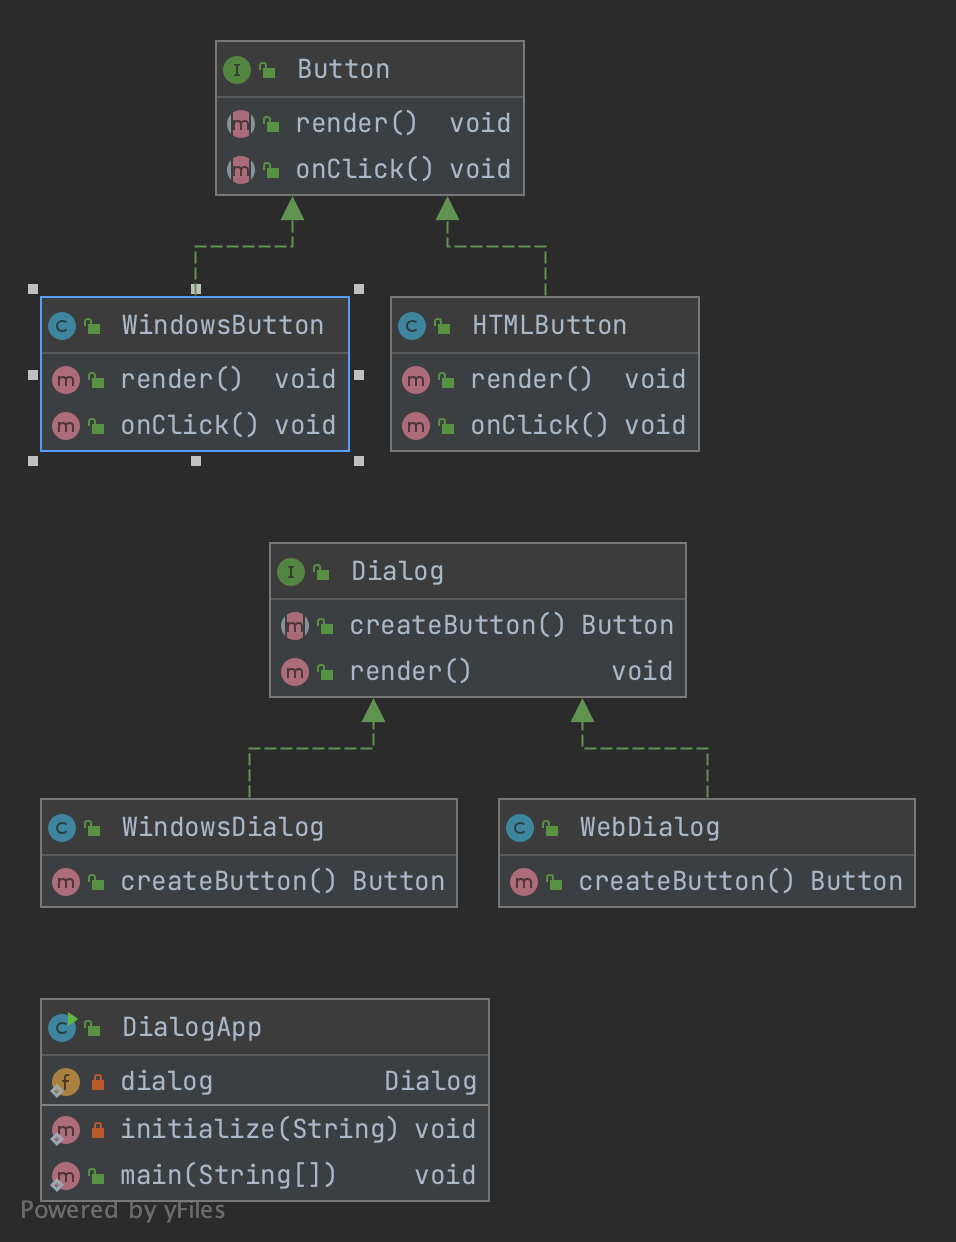 Button
render() void
onClick() void
WindowsButton
render() void
onClick() void
HTMLButton
render() void
onClick() void
Dialog
createButton() Button
render() void
WindowsDialog
createButton() Button
WebDialog
createButton() Button
DialogApp
dialog Dialog
initialize(String) void
main(String[]) void
Powered by yFiles